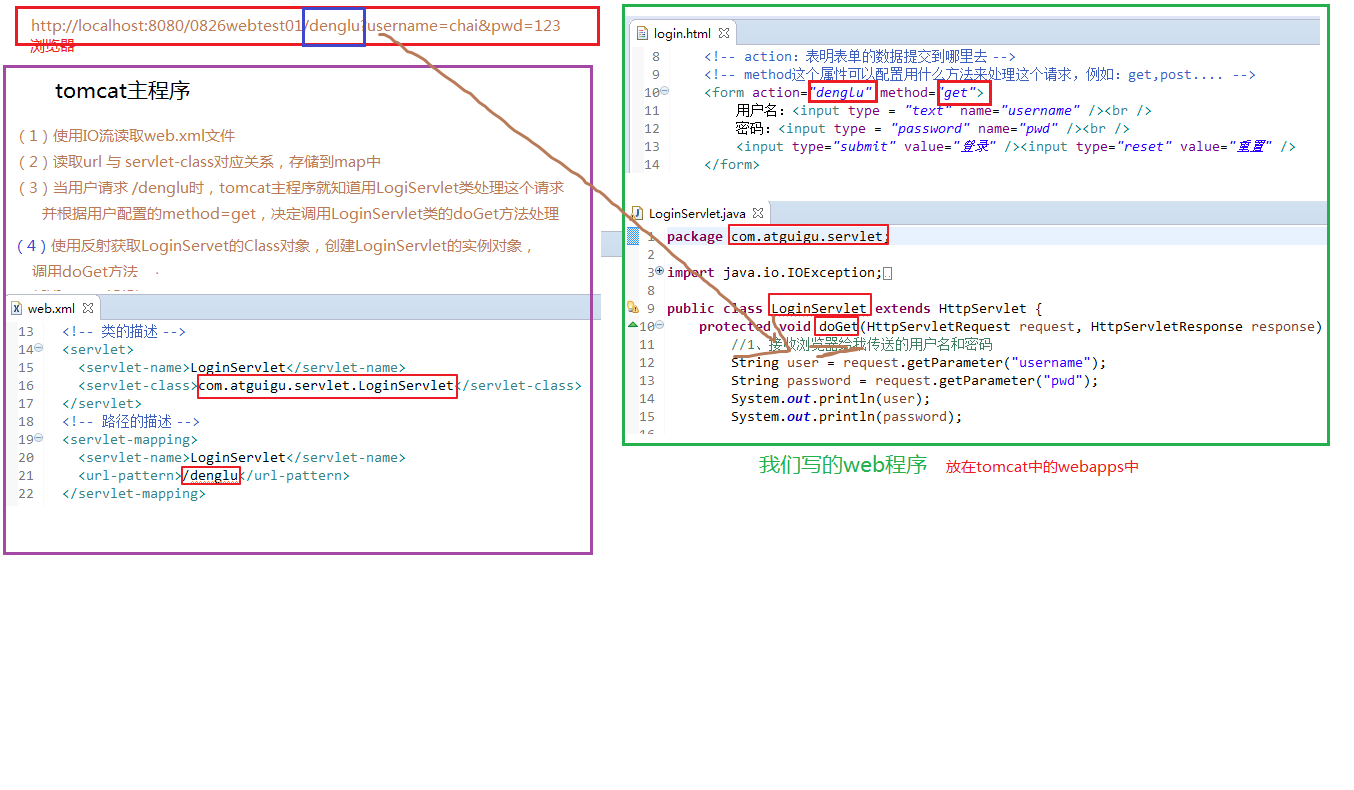 http://localhost:8080/0826webtest01/denglu?username=chai&pwd=123
浏览器
tomcat主程序
（1）使用IO流读取web.xml文件
（2）读取url 与 servlet-class对应关系，存储到map中
（3）当用户请求 /denglu时，tomcat主程序就知道用LogiServlet类处理这个请求
并根据用户配置的method=get，决定调用LoginServlet类的doGet方法处理
（4）使用反射获取LoginServet的Class对象，创建LoginServlet的实例对象，
调用doGet方法
web.xml
13 <!-- 类的描述 -->
14 <servlet>
15 <servlet-name>LoginServlet</servlet-name>
16 <servlet-class>com.atguigu.servlet.LoginServlet</servlet-class>
17 </servlet>
18 <!-- 路径的描述 -->
19 <servlet-mapping>
20 <servlet-name>LoginServlet</servlet-name>
21 <url-pattern>/denglu</url-pattern>
22 </servlet-mapping>
login.html
8 <!-- action：表明表单的数据提交到哪里去 -->
9 <!-- method这个属性可以配置用什么方法来处理这个请求，例如：get,post.... -->
10 <form action="denglu" method="get">
11 用户名：<input type = "text" name="username" /><br />
12 密码：<input type = "password" name="pwd" /><br />
13 <input type="submit" value="登录" /><input type="reset" value="重置" />
14 </form>
LoginServlet.java
1 package com.atguigu.servlet;
2
3 import java.io.IOException;
8
9 public class LoginServlet extends HttpServlet {
10 protected void doGet(HttpServletRequest request, HttpServletResponse response)
11 //1、接收浏览器给我传送的用户名和密码
12 String user = request.getParameter("username");
13 String password = request.getParameter("pwd");
14 System.out.println(user);
15 System.out.println(password);
我们写的web程序 放在tomcat中的webapps中